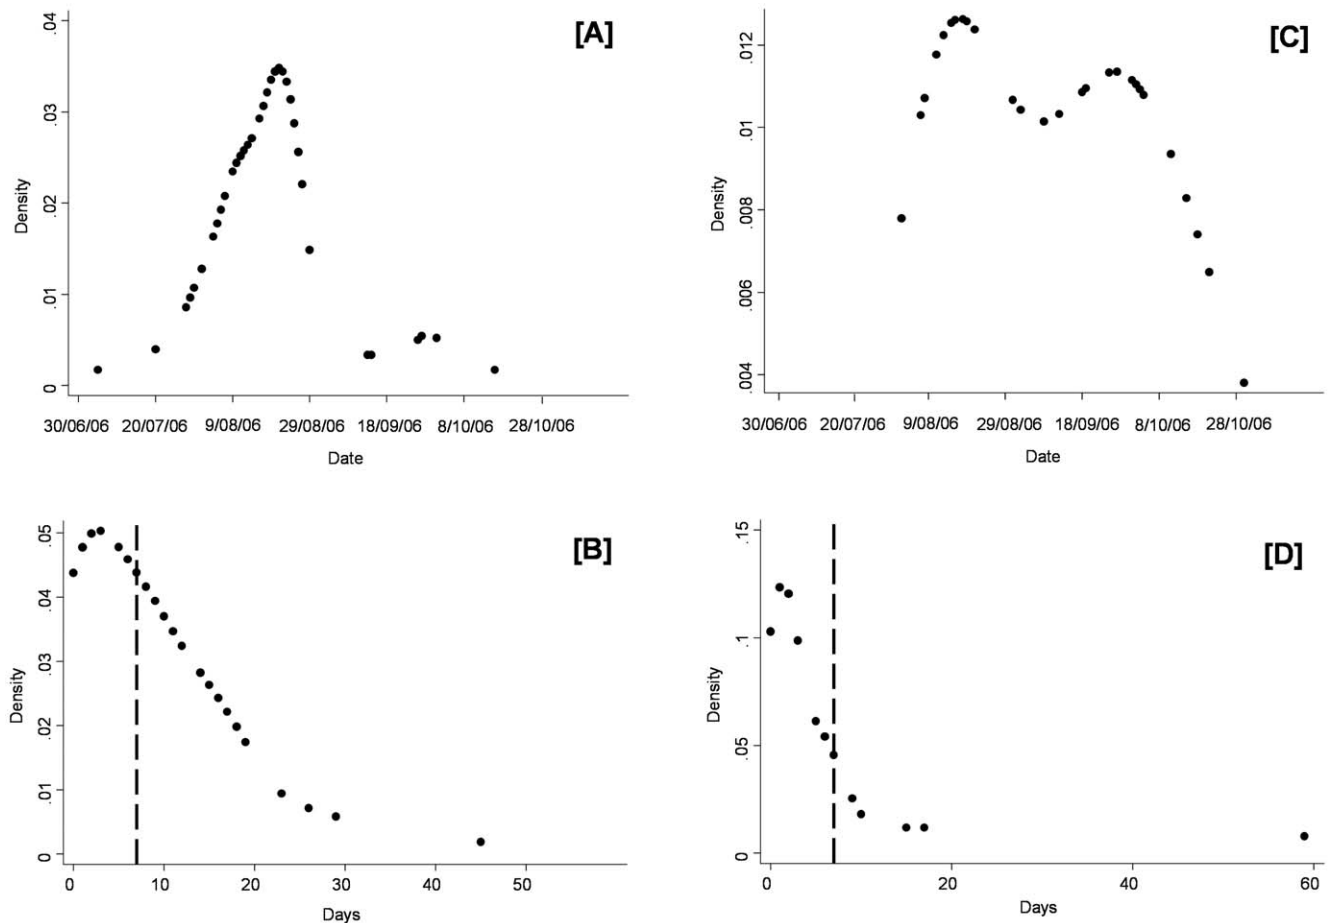 [A]
Density
.04
.03
.02
.01
0
30/06/06 20/07/06 9/08/06 29/08/06 18/09/06 8/10/06 28/10/06
Date
[C]
Density
.012
.01
.008
.006
.004
30/06/06 20/07/06 9/08/06 29/08/06 18/09/06 8/10/06 28/10/06
Date
[B]
Density
.05
.04
.03
.02
.01
0
0 10 20 30 40 50
Days
[D]
Density
.15
.1
.05
0
0 20 40 60
Days